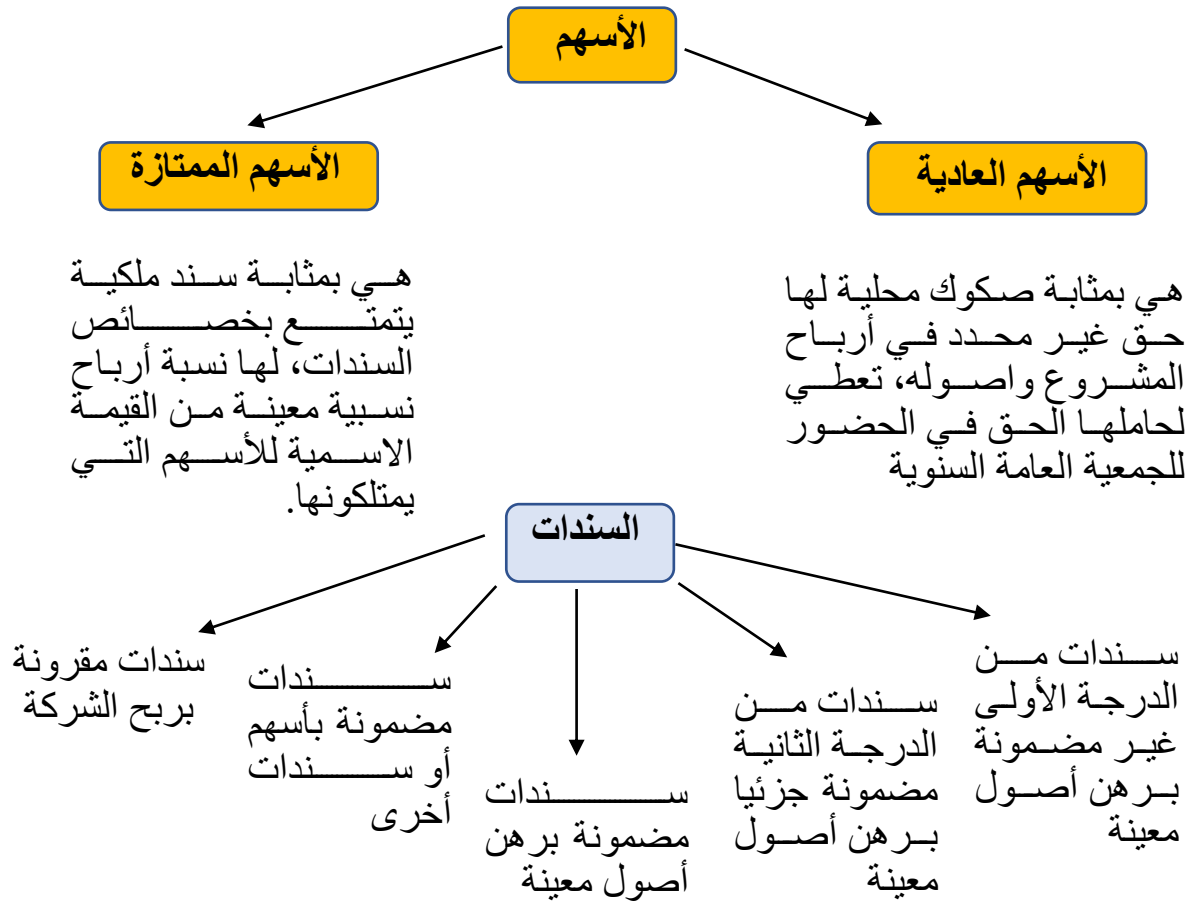 الأسهم
الأسهم العادية
الأسهم الممتازة
هي بمثابة صكوك محلية لها
حق غير محدد في أرباح
المشروع واصوله، تعطي
لحاملها الحق في الحضور
للجمعية العامة السنوية
هي بمثابة سند ملكية
يتمتع بخصائص
السندات، لها نسبة أرباح
نسبية معينة من القيمة
الاسمية للأسهم التي
يمتلكونها.
السندات
سندات من
الدرجة الأولى
غير مضمونة
برهن أصول
معينة
سندات من
الدرجة الثانية
مضمونة جزئيا
برهن أصول
معينة
سندات
مضمونة برهن
أصول معينة
سندات
مضمونة بأسهم
أو سندات
أخرى
سندات مقرونة
بربح الشركة